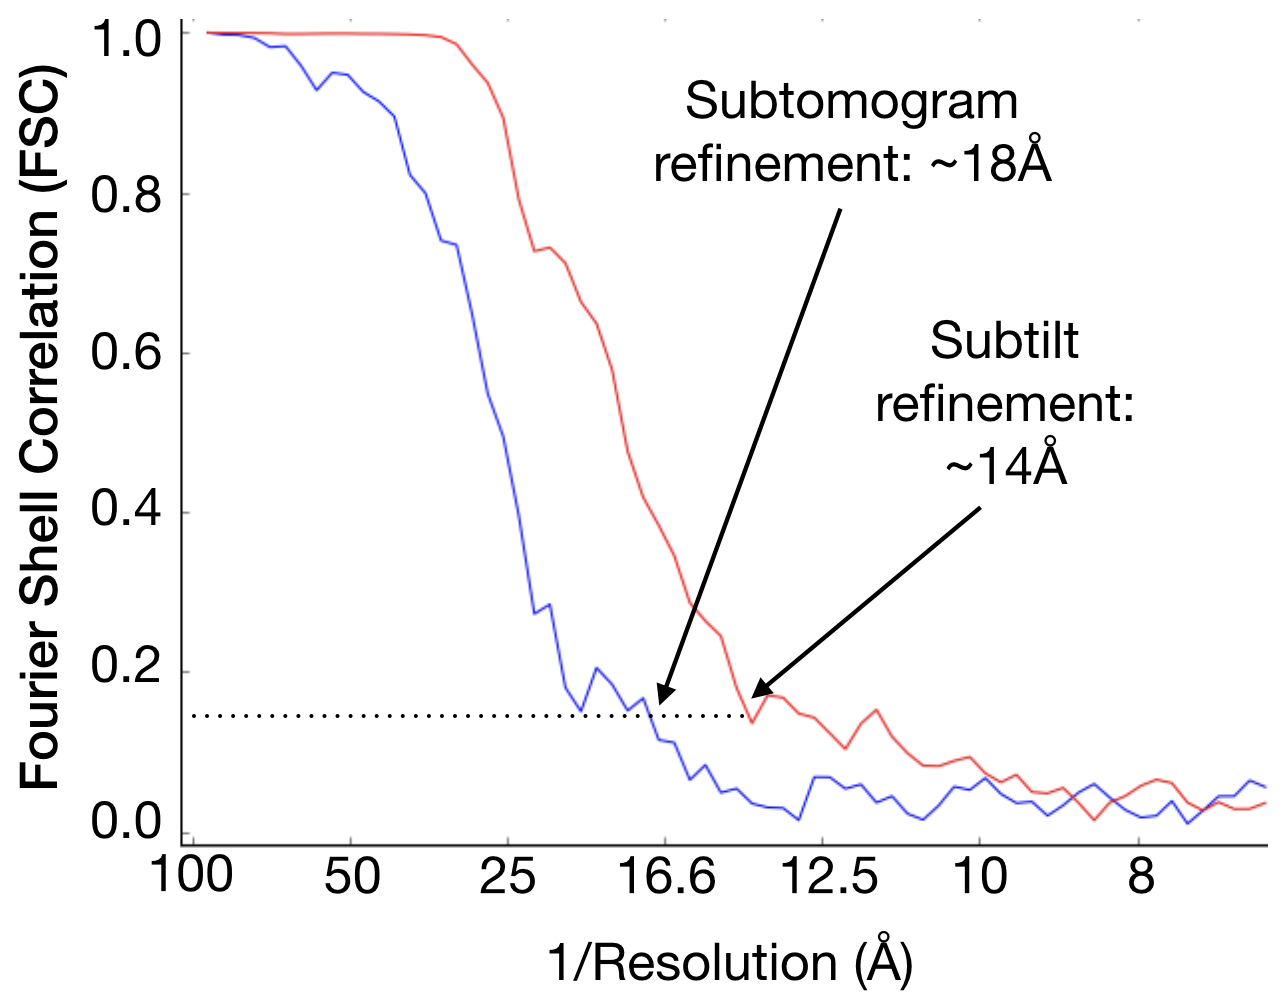 Fourier Shell Correlation (FSC)
1.0
0.8
0.6
0.4
0.2
0.0
Subtomogram
refinement: ~18Å
Subtilt
refinement:
~14Å
100 50 25 16.6 12.5 10 8
1/Resolution (Å)